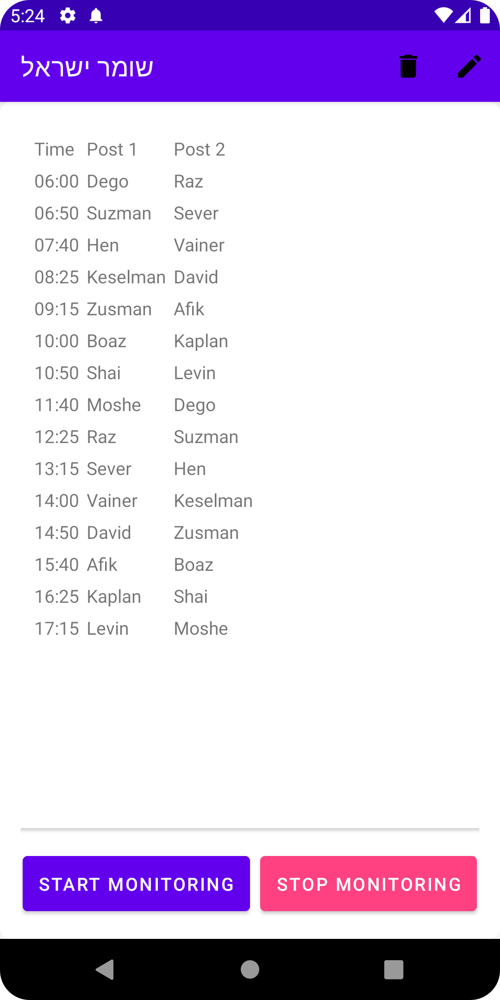 5:24
שומר ישראל
Time Post 1 Post 2
06:00 Dego Raz
06:50 Suzman Sever
07:40 Hen Vainer
08:25 Keselman David
09:15 Zusman Afik
10:00 Boaz Kaplan
10:50 Shai Levin
11:40 Moshe Dego
12:25 Raz Suzman
13:15 Sever Hen
14:00 Vainer Keselman
14:50 David Zusman
15:40 Afik Boaz
16:25 Kaplan Shai
17:15 Levin Moshe
START MONITORING STOP MONITORING